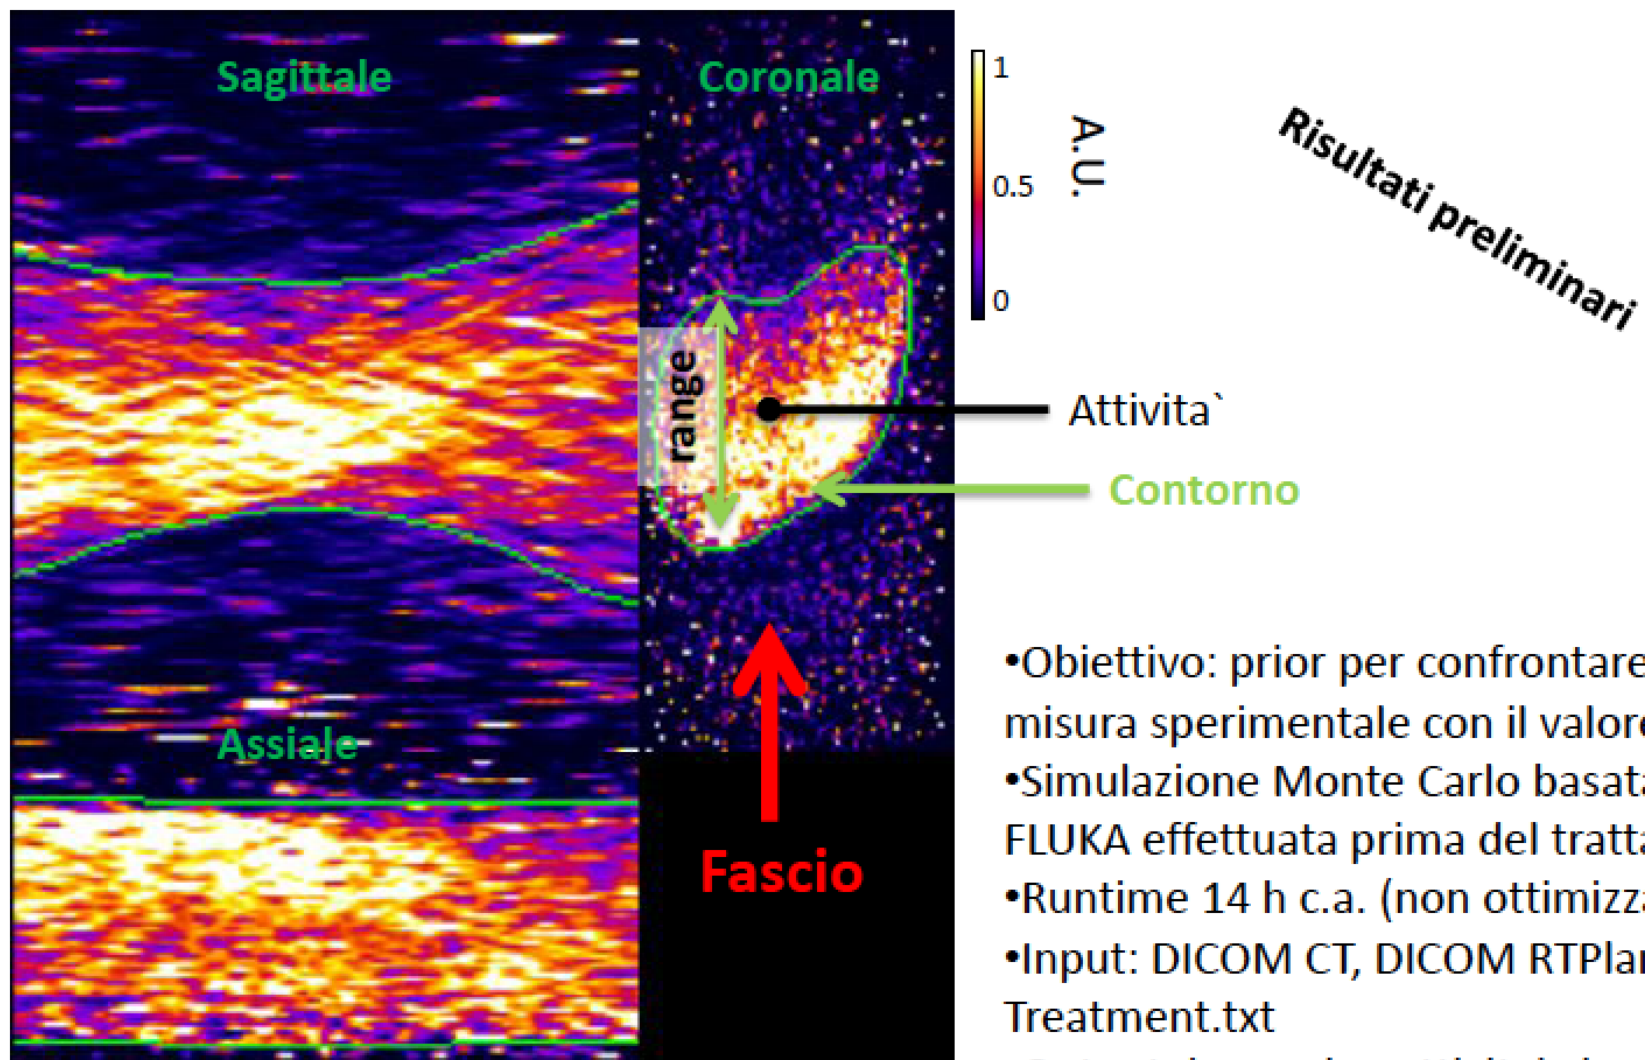 Sagittale
Coronale
1
0.5
0
A.U.
Risultati preliminari
range
Attivita`
Contorno
Assiale
Fascio
•Obiettivo: prior per confrontare
misura sperimentale con il valore
•Simulazione Monte Carlo basata
FLUKA effettuata prima del tratta
•Runtime 14 h c.a. (non ottimizza
•Input: DICOM CT, DICOM RTPlan
Treatment.txt